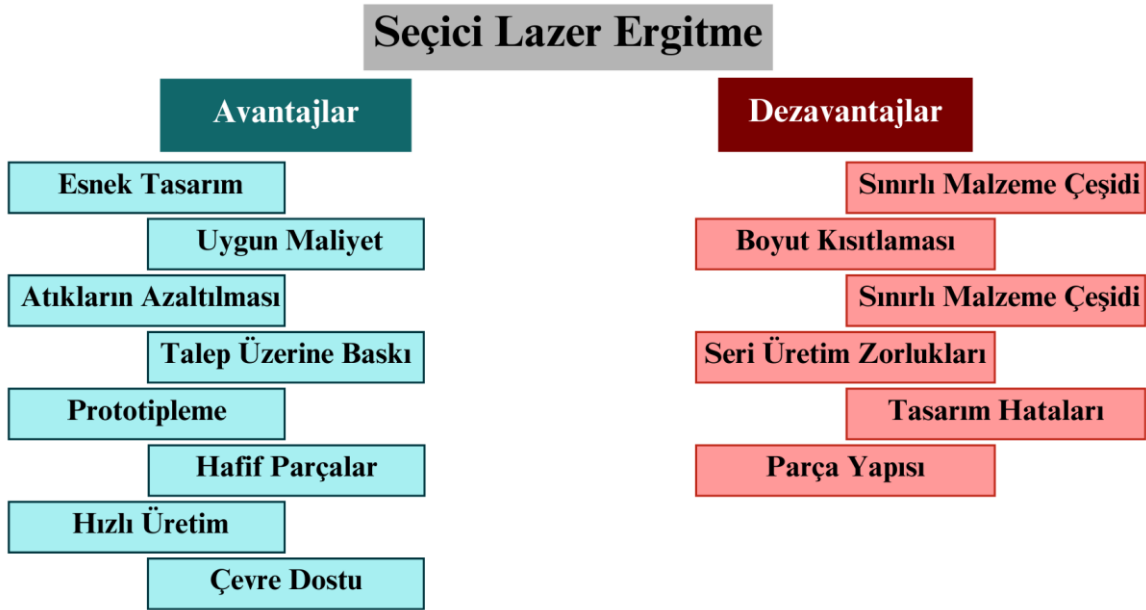 Seçici Lazer Ergitme
Avantajlar
Esnek Tasarım
Uygun Maliyet
Atıkların Azaltılması
Talep Üzerine Baskı
Prototipleme
Hafif Parçalar
Hızlı Üretim
Çevre Dostu
Dezavantajlar
Sınırlı Malzeme Çeşidi
Boyut Kısıtlaması
Sınırlı Malzeme Çeşidi
Seri Üretim Zorlukları
Tasarım Hataları
Parça Yapısı